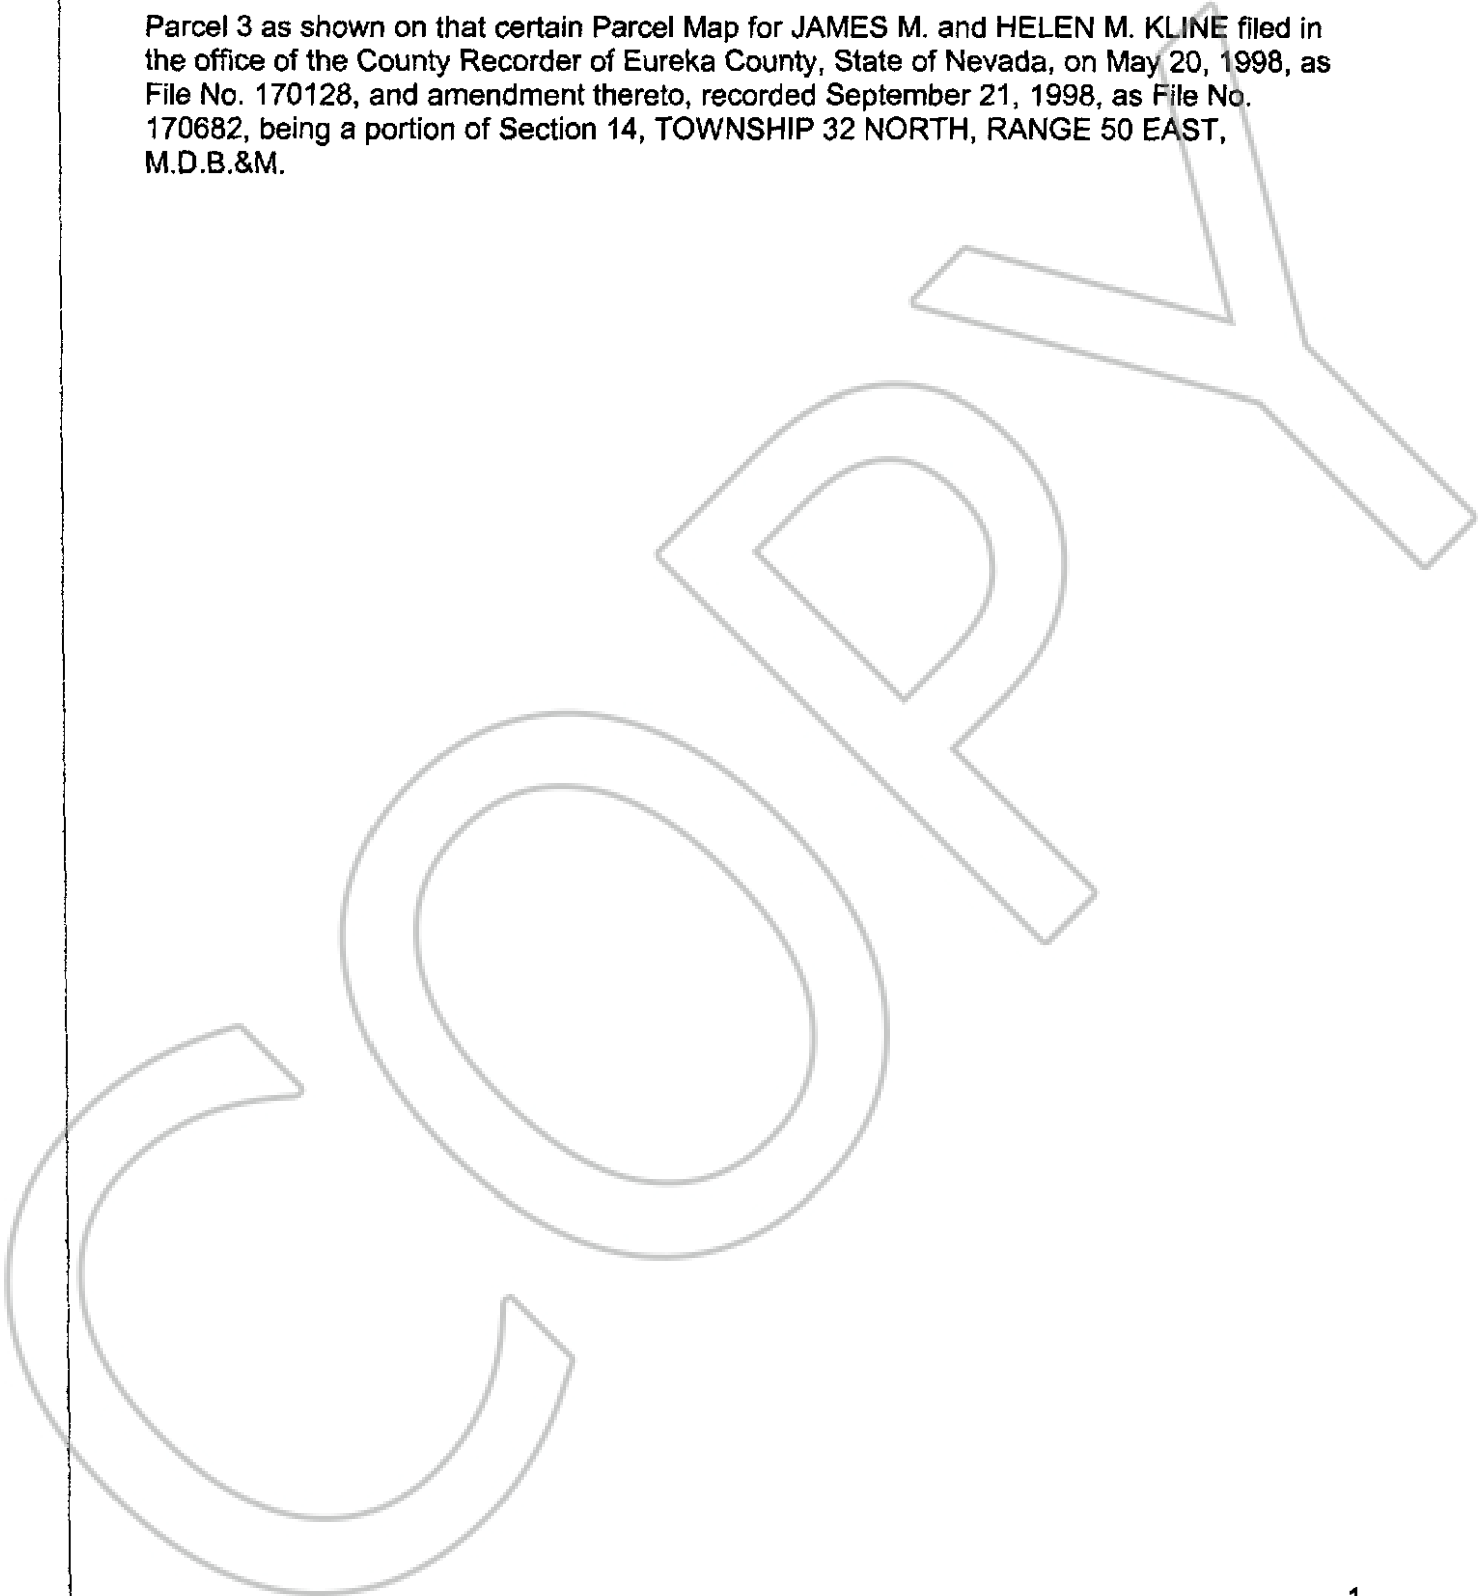 Parcel 3 as shown on that certain Parcel Map for JAMES M. and HELEN M. KLINE filed in
the office of the County Recorder of Eureka County, State of Nevada, on May 20, 1998, as
File No. 170128, and amendment thereto, recorded September 21, 1998, as File No.
170682, being a portion of Section 14, TOWNSHIP 32 NORTH, RANGE 50 EAST,
M.D.B.&M.
COPY